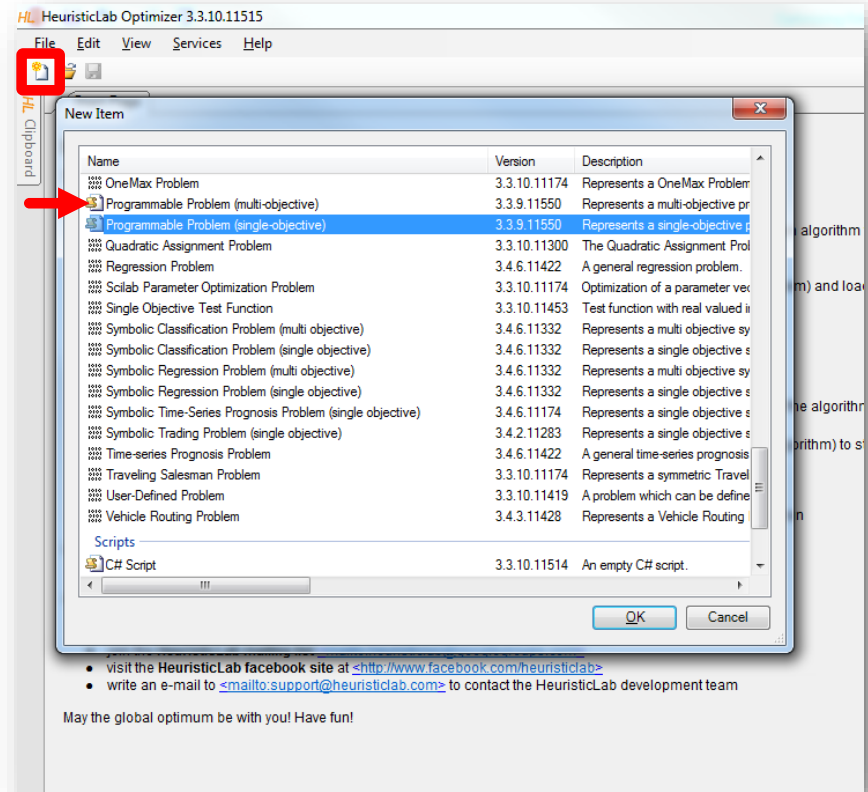 HL HeuristicLab Optimizer 3.3.10.11515
File Edit View Services Help
HL Clipboard
New Item
Name Version Description
OneMax Problem 3.3.10.11174 Represents a OneMax Problem
Programmable Problem (multi-objective) 3.3.9.11550 Represents a multi-objective pr
Programmable Problem (single-objective) 3.3.9.11550 Represents a single-objective p
Quadratic Assignment Problem 3.3.10.11300 The Quadratic Assignment Prol
algorithm
Regression Problem 3.4.6.11422 A general regression problem.
Scilab Parameter Optimization Problem 3.3.10.11174 Optimization of a parameter vec
m) and loa
Single Objective Test Function 3.3.10.11453 Test function with real valued i
Symbolic Classification Problem (multi objective) 3.4.6.11332 Represents a multi objective sy
Symbolic Classification Problem (single objective) 3.4.6.11332 Represents a single objective s
Symbolic Regression Problem (multi objective) 3.4.6.11332 Represents a multi objective sy
Symbolic Regression Problem (single objective) 3.4.6.11332 Represents a single objective s
Symbolic Time-Series Prognosis Problem (single objective) 3.4.6.11174 Represents a single objective s
he algorithm
Symbolic Trading Problem (single objective) 3.4.2.11283 Represents a single objective s
orithm) to s
Time-series Prognosis Problem 3.4.6.11422 A general time-series prognosis
Traveling Salesman Problem 3.3.10.11174 Represents a symmetric Travel
User-Defined Problem 3.3.10.11419 A problem which can be define
Vehicle Routing Problem 3.4.3.11428 Represents a Vehicle Routing
n
Scripts
C# Script 3.3.10.11514 An empty C# script.
OK Cancel
visit the HeuristicLab facebook site at <http://www.facebook.com/heuristiclab>
write an e-mail to <mailto:support@heuristiclab.com> to contact the HeuristicLab development team
May the global optimum be with you! Have fun!